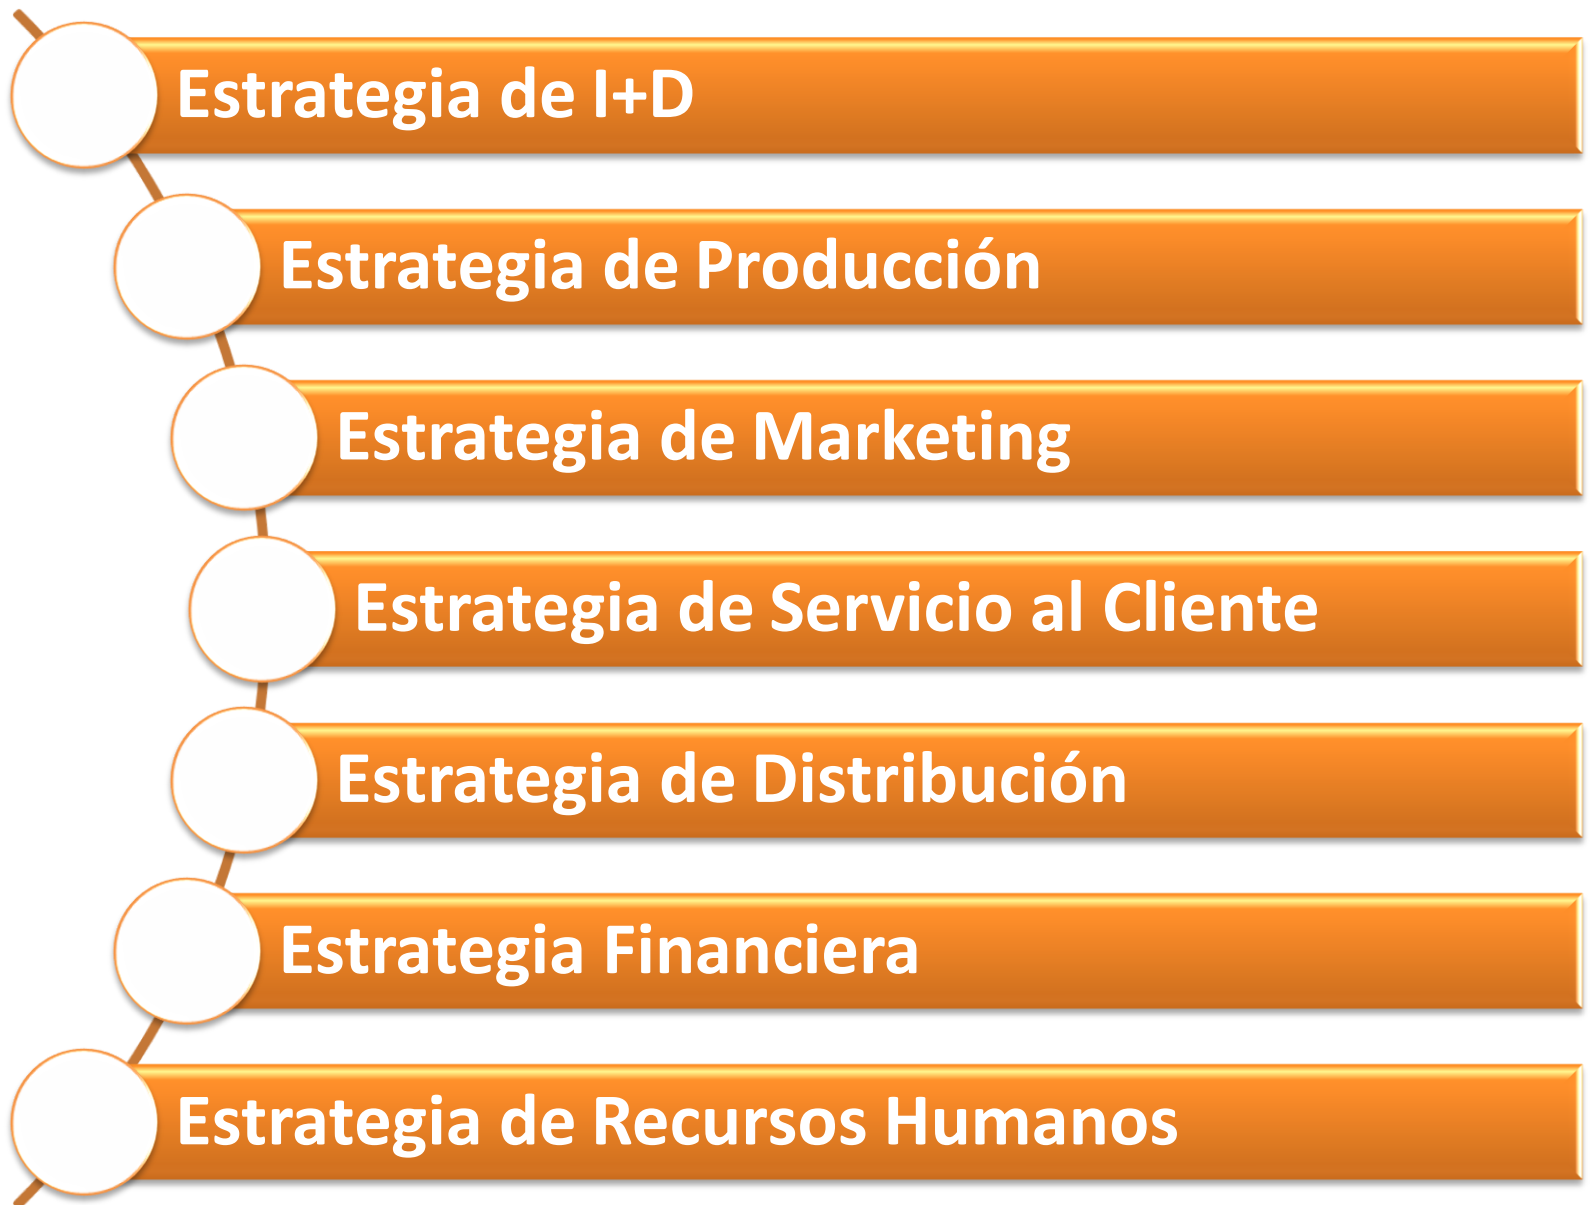 Estrategia de I+D
Estrategia de Producción
Estrategia de Marketing
Estrategia de Servicio al Cliente
Estrategia de Distribución
Estrategia Financiera
Estrategia de Recursos Humanos